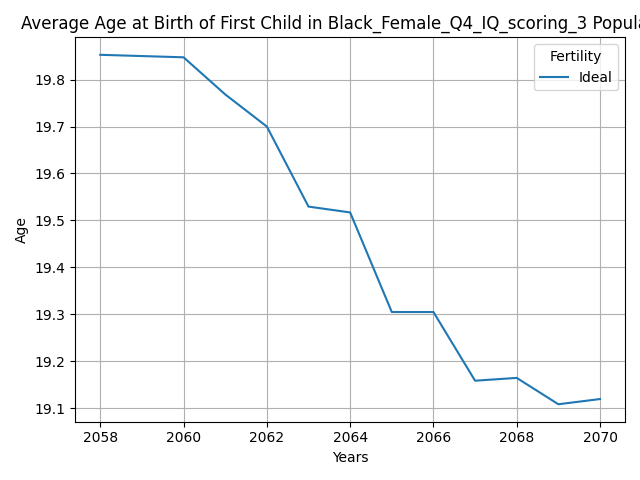 Average Age at Birth of First Child in Black_Female_Q4_IQ_scoring_3 Popula
Fertility
Ideal
19.8
19.7
19.6
19.5
19.4
19.3
19.2
19.1
Age
2058 2060 2062 2064 2066 2068 2070
Years